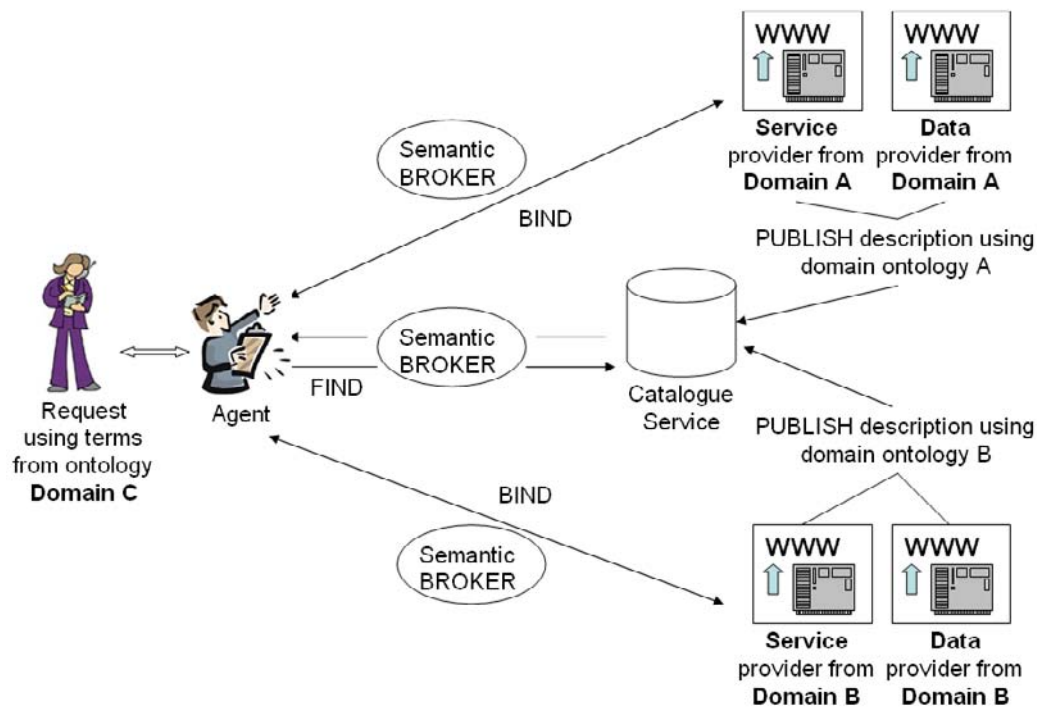 WWW
WWW
Service
provider from
Domain A
Data
provider from
Domain A
Semantic
BROKER
BIND
PUBLISH description using
domain ontology A
Semantic
BROKER
FIND
Agent
Catalogue
Service
Request
using terms
from ontology
Domain C
PUBLISH description using
domain ontology B
BIND
Semantic
BROKER
WWW
WWW
Service
provider from
Domain B
Data
provider from
Domain B